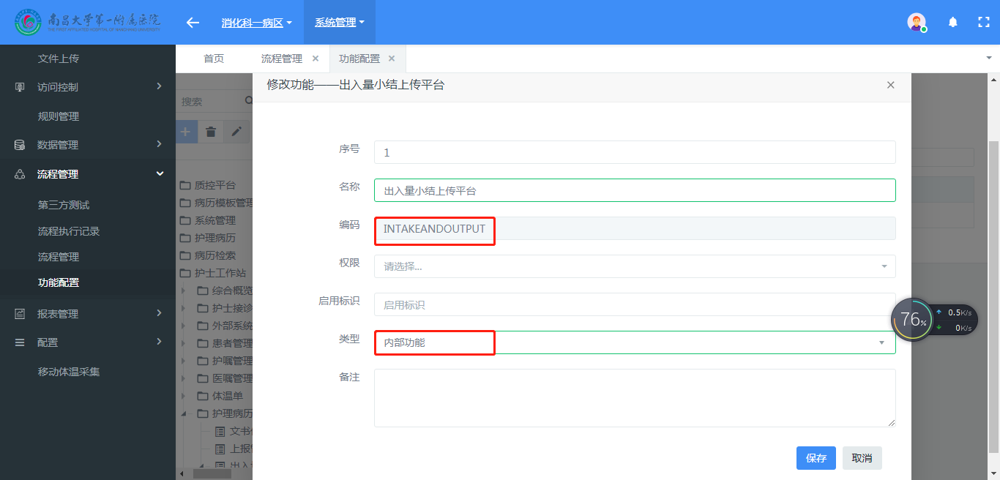 南昌大学第一附属医院
THE FIRST AFFILIATED HOSPITAL OF NANCHANG UNIVERSITY
消化科一病区
系统管理
首页
流程管理
功能配置
文件上传
访问控制
规则管理
数据管理
流程管理
第三方测试
流程执行记录
流程管理
功能配置
报表管理
配置
移动体温采集
搜索
质控平台
病历模板管理
系统管理
护理病历
病历检索
护士工作站
综合概览
护士接诊
外部系统
患者管理
护嘱管理
医嘱管理
体温单
护理病历
文书
上报
出入
修改功能——出入量小结上传平台
序号
1
名称
出入量小结上传平台
编码
INTAKEANDOUTPUT
权限
请选择...
启用标识
启用标识
类型
内部功能
备注
保存
取消
76%
0.5K/s
0K/s